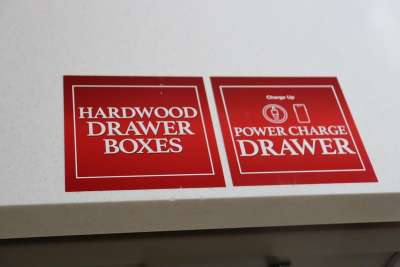 HARDWOOD
DRAWER
BOXES
Charge Up
POWER CHARGE
DRAWER